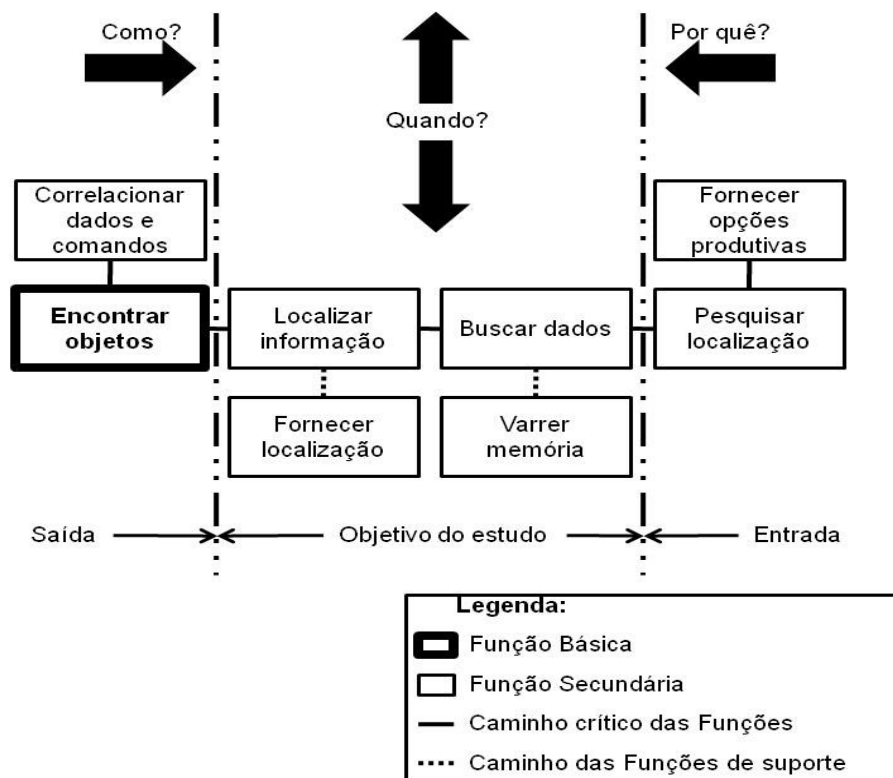 Como?
Por quê?
Quando?
Correlacionar
dados e
comandos
Fornecer
opções
produtivas
Encontrar
objetos
Localizar
informação
Buscar dados
Pesquisar
localização
Fornecer
localização
Varrer
memória
Saída
Objetivo do estudo
Entrada
Legenda:
Função Básica
Função Secundária
Caminho crítico das Funções
Caminho das Funções de suporte